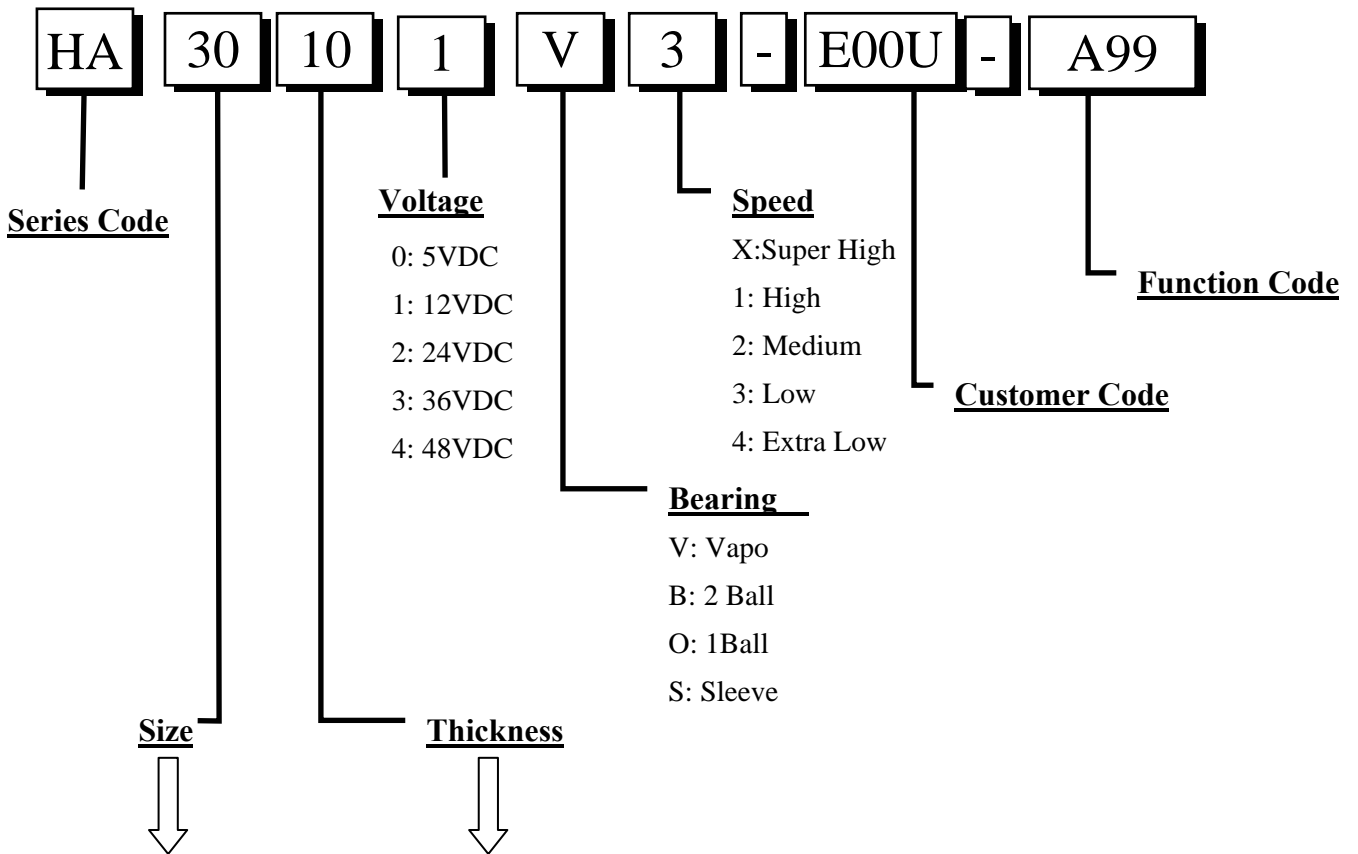 HA 30 10 1 V 3 - E00U - A99
Series Code
Voltage
0: 5VDC
1: 12VDC
2: 24VDC
3: 36VDC
4: 48VDC
Speed
X:Super High
1: High
2: Medium
3: Low
4: Extra Low
Function Code
Customer Code
Bearing
V: Vapo
B: 2 Ball
O: 1Ball
S: Sleeve
Size
Thickness